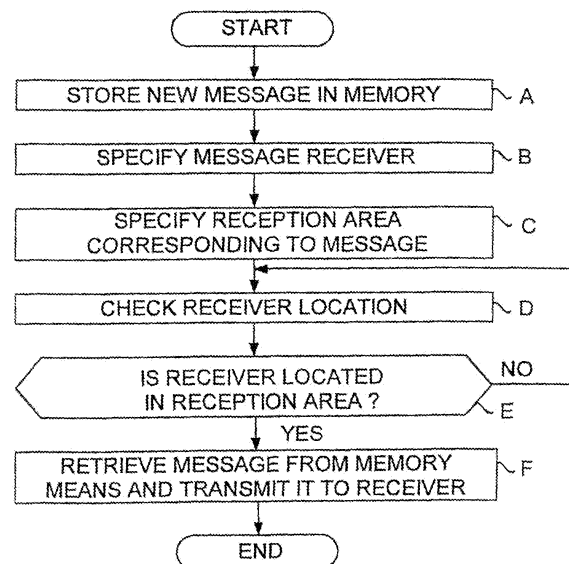 START
STORE NEW MESSAGE IN MEMORY
A
SPECIFY MESSAGE RECEIVER
B
SPECIFY RECEPTION AREA
CORRESPONDING TO MESSAGE
C
CHECK RECEIVER LOCATION
D
IS RECEIVER LOCATED
IN RECEPTION AREA ?
NO
E
YES
RETRIEVE MESSAGE FROM MEMORY
MEANS AND TRANSMIT IT TO RECEIVER
F
END